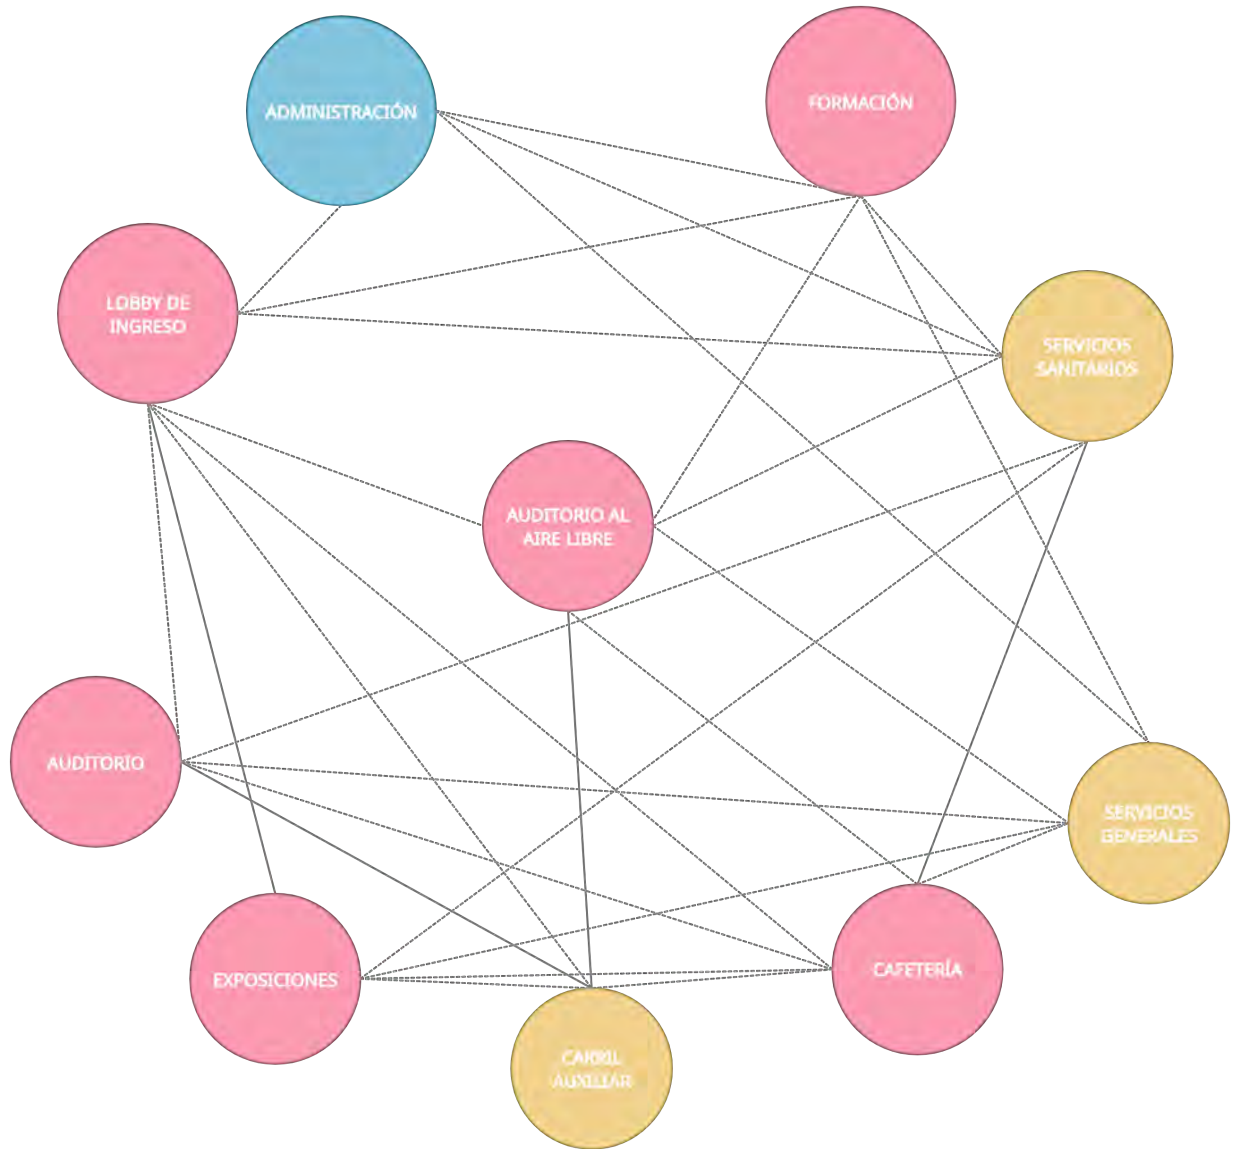 ADMINISTRACIÓN
FORMACIÓN
LOBBY DE
INGRESO
SERVICIOS
SANITARIOS
AUDITORIO AL
AIRE LIBRE
AUDITORIO
SERVICIOS
GENERALES
EXPOSICIONES
CAFETERÍA
CARRIL
AUXILIAR